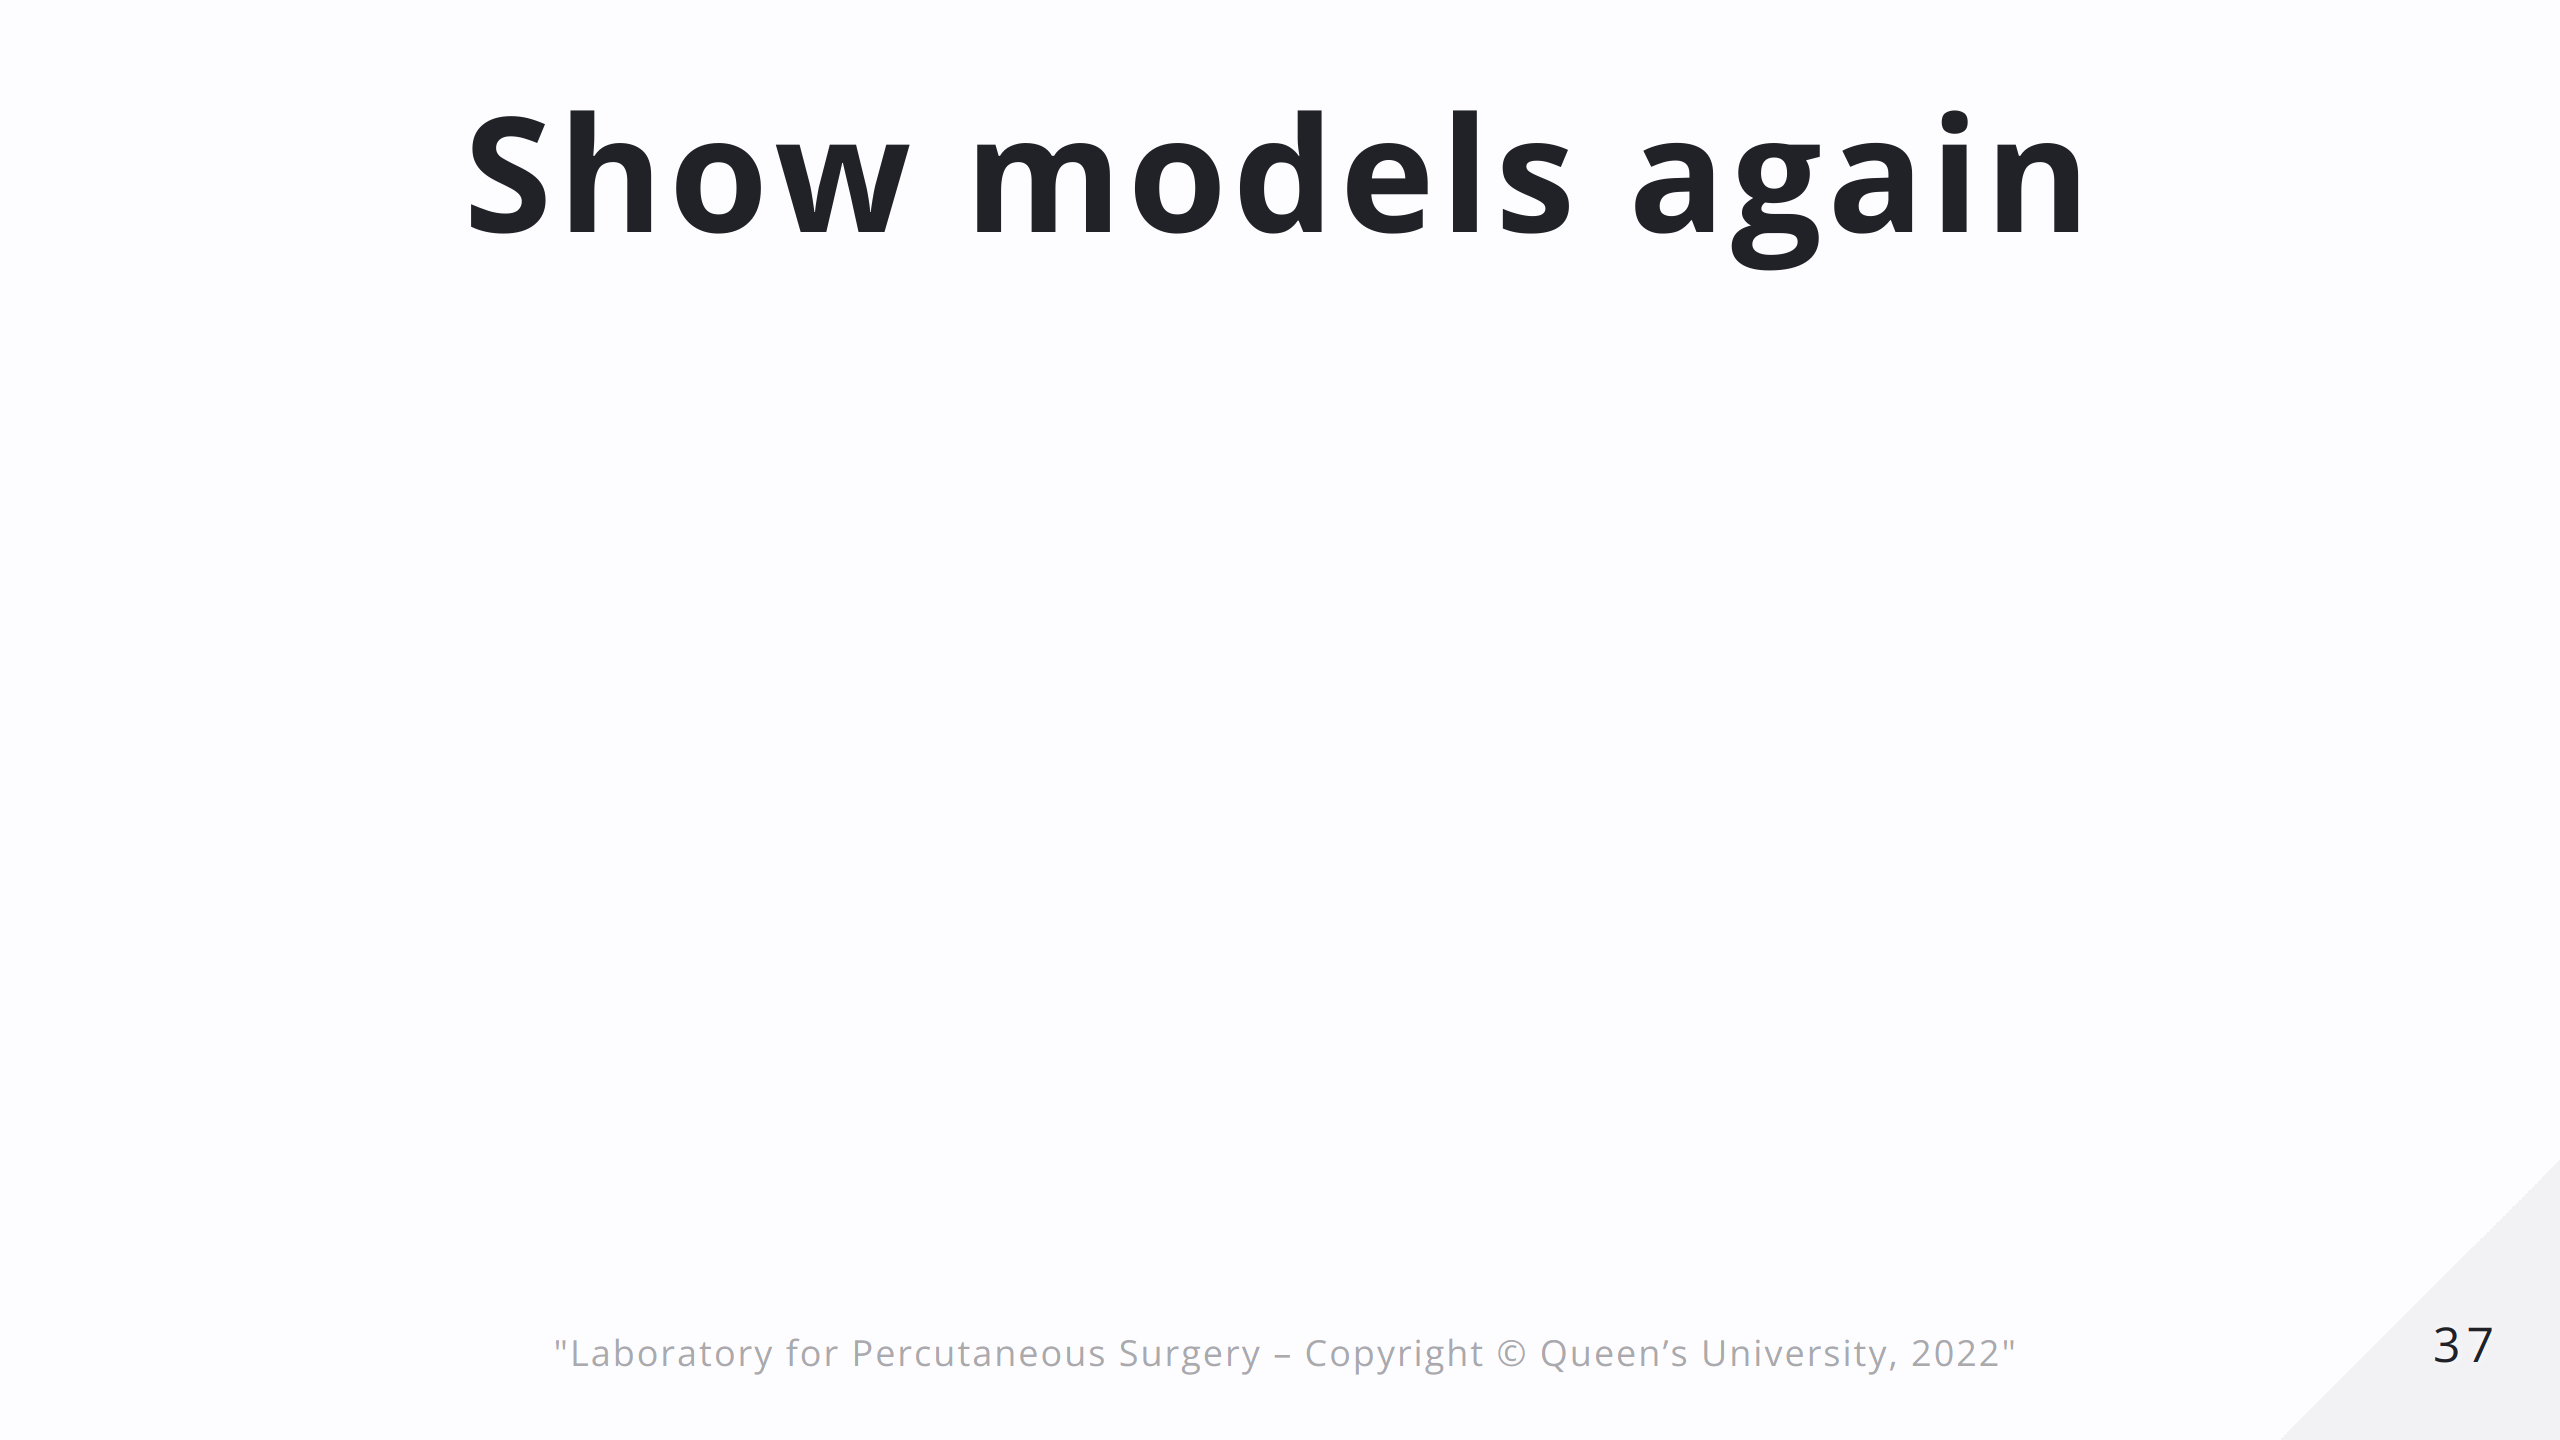 Show models again
"Laboratory for Percutaneous Surgery – Copyright © Queen’s University, 2022"
37